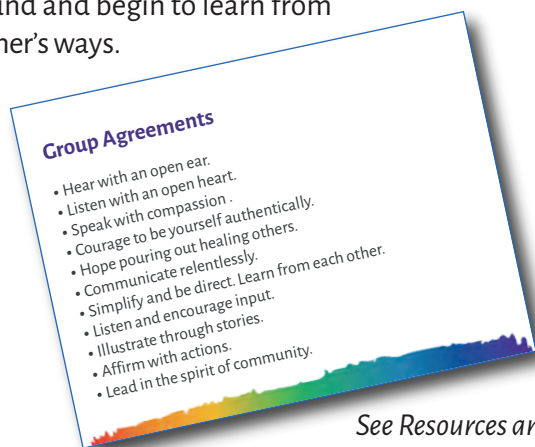 and and begin to learn from
her's ways.
Group Agreements
• Hear with an open ear.
• Listen with an open heart.
• Speak with compassion .
• Courage to be yourself authentically.
• Hope pouring out healing others.
• Communicate relentlessly.
• Simplify and be direct. Learn from each other.
• Listen and encourage input.
• Illustrate through stories.
• Affirm with actions.
• Lead in the spirit of community.
See Resources ar